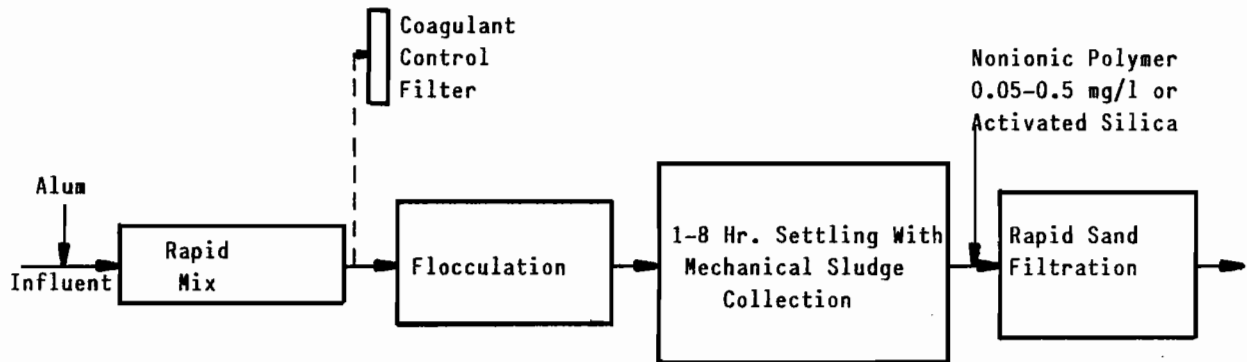 Coagulant
Control
Filter
Nonionic Polymer
0.05-0.5 mg/l or
Activated Silica
Alum
Influent
Rapid
Mix
Flocculation
1-8 Hr. Settling With
Mechanical Sludge
Collection
Rapid Sand
Filtration